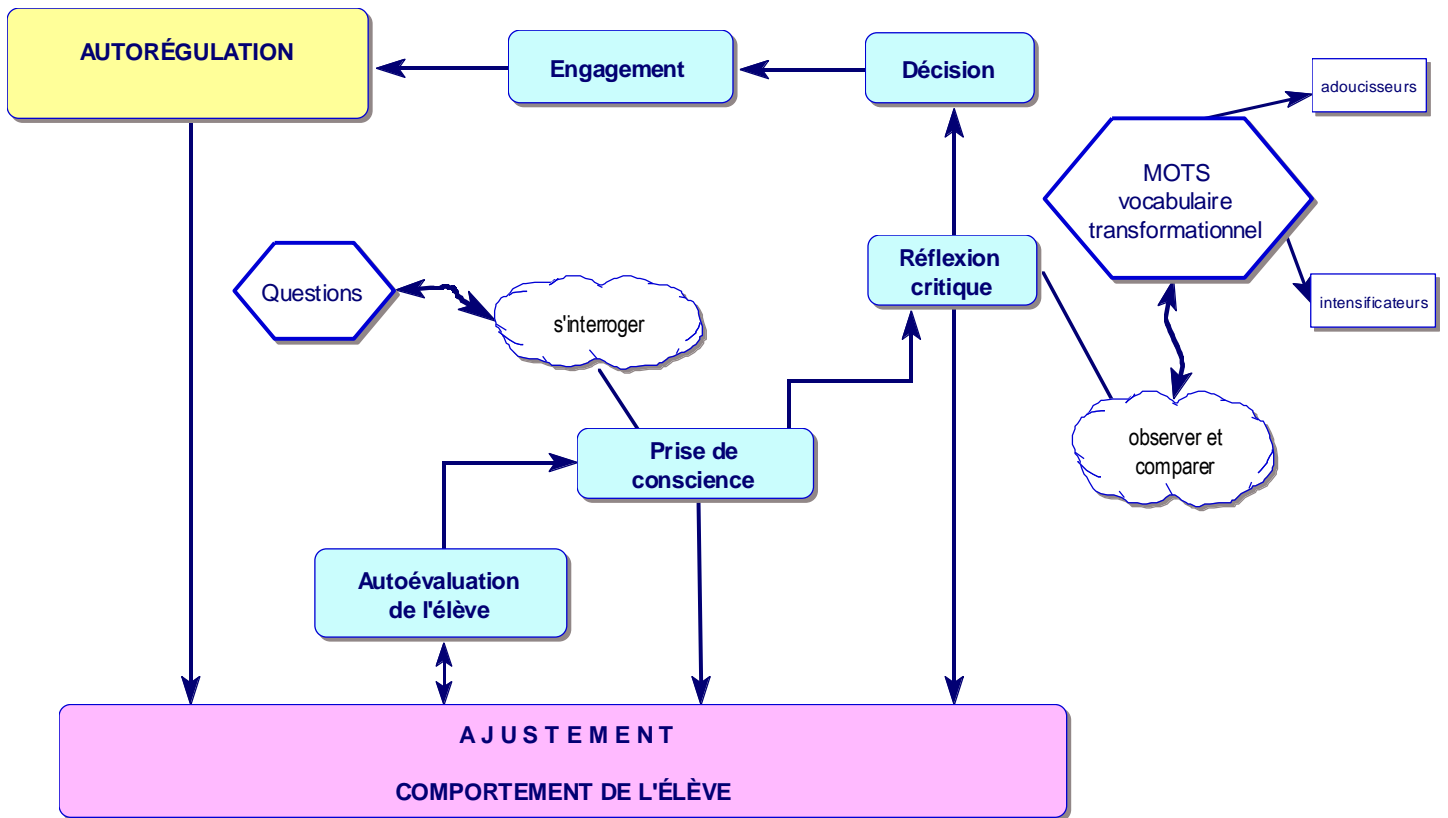 AUTORÉGULATION
Engagement
Décision
adoucisseurs
MOTS
vocabulaire
transformationnel
Réflexion
critique
Questions
s'interroger
intensificateurs
observer et
comparer
Prise de
conscience
Autoévaluation
de l'élève
A J U S T E M E N T
COMPORTEMENT DE L'ÉLÈVE